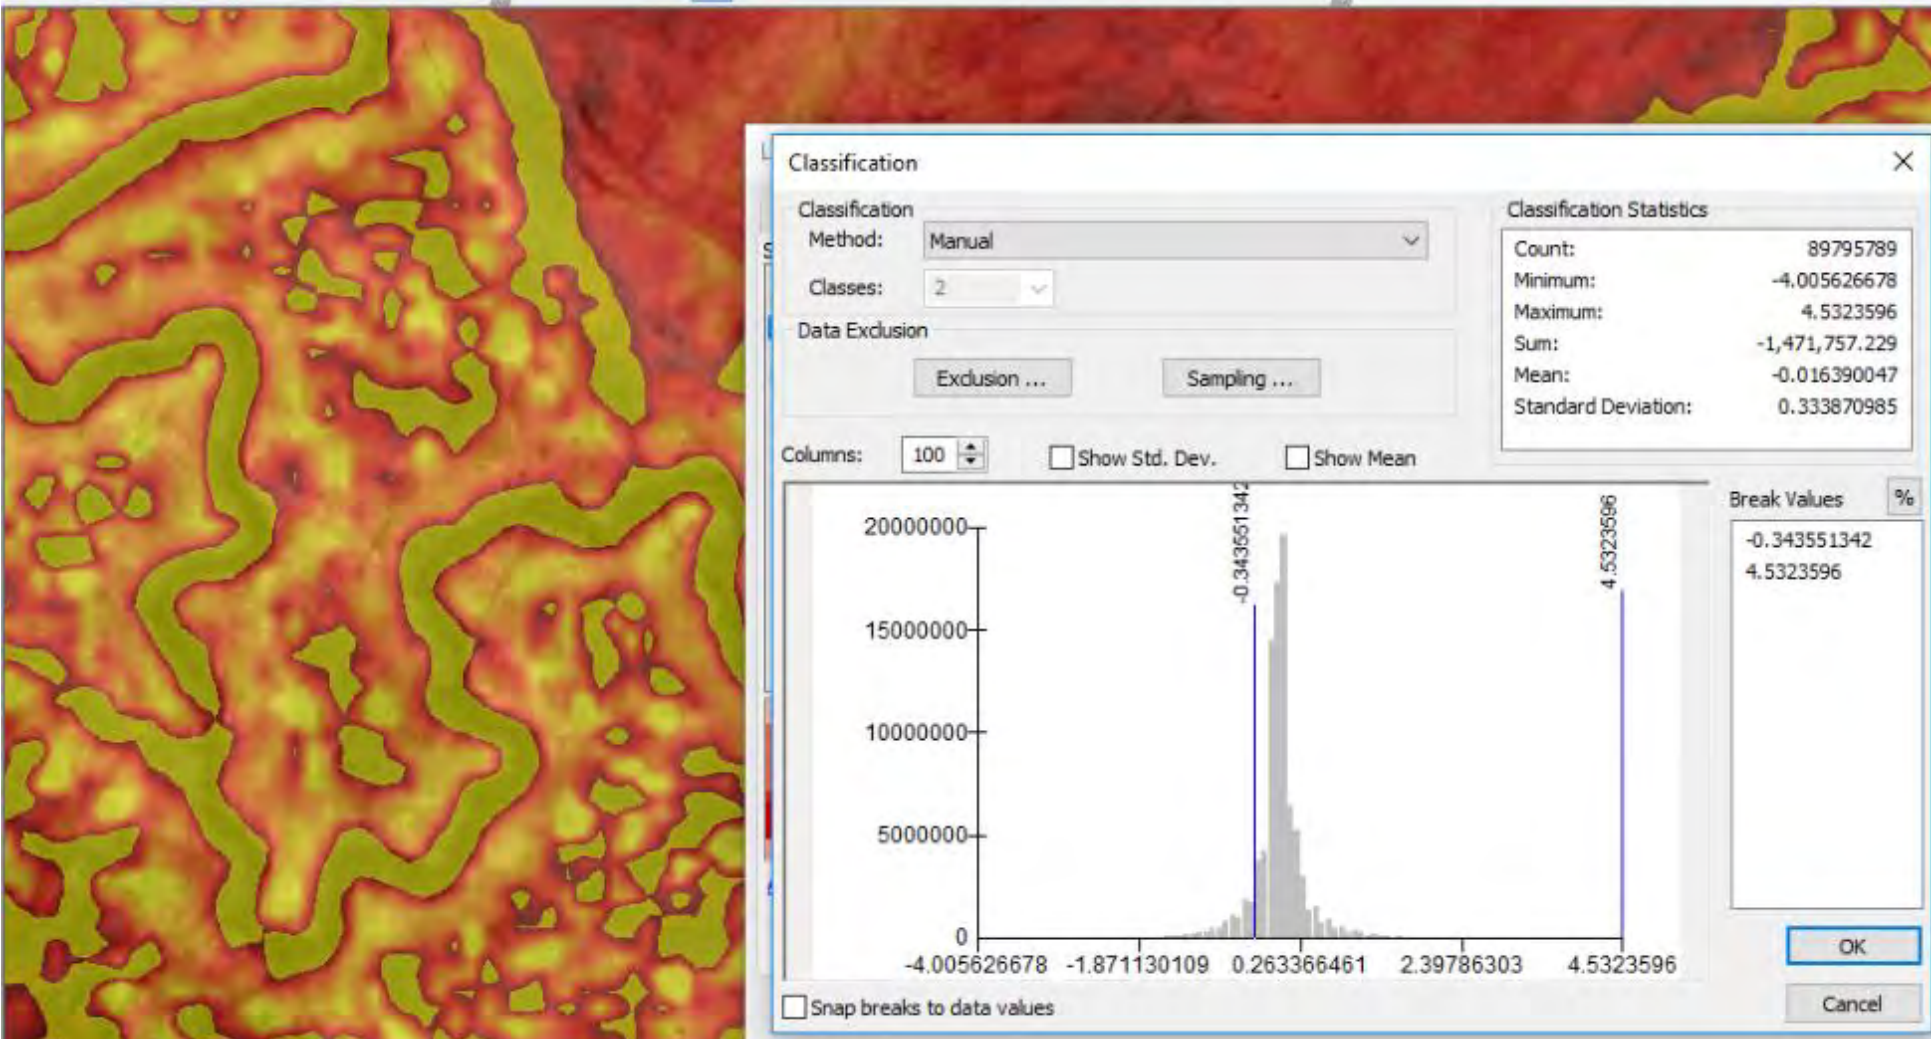 Classification
Classification
Method: Manual
Classes: 2
Data Exclusion
Exclusion ...
Sampling ...
Classification Statistics
Count: 89795789
Minimum: -4.005626678
Maximum: 4.5323596
Sum: -1,471,757.229
Mean: -0.016390047
Standard Deviation: 0.333870985
Columns: 100
Show Std. Dev.
Show Mean
Break Values
%
-0.343551342
4.5323596
20000000
15000000
10000000
5000000
0
-0.343551342
4.5323596
-4.005626678
-1.871130109
0.263366461
2.39786303
4.5323596
Snap breaks to data values
OK
Cancel